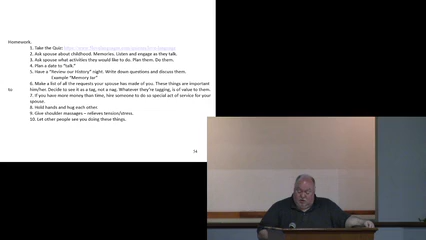 Homework.
1. Take the Quiz:
2. Ask spouse about childhood. Memories. Listen and engage as they talk.
3. Ask spouse what activities they would like to do. Plan them. Do them.
4. Plan a date to "talk."
5. Have a "Review our History" night. Write down questions and discuss them.
Example "Memory Jar"
6. Make a list of all the requests your spouse has made of you. These things are important
to him/her. Decide to see it as a tag, not a nag. Whatever they're tagging, is of value to them.
7. If you have more money than time, hire someone to do so special act of service for your
spouse.
8. Hold hands and hug each other.
9. Give shoulder massages – relieves tension/stress.
10. Let other people see you doing these things.
74